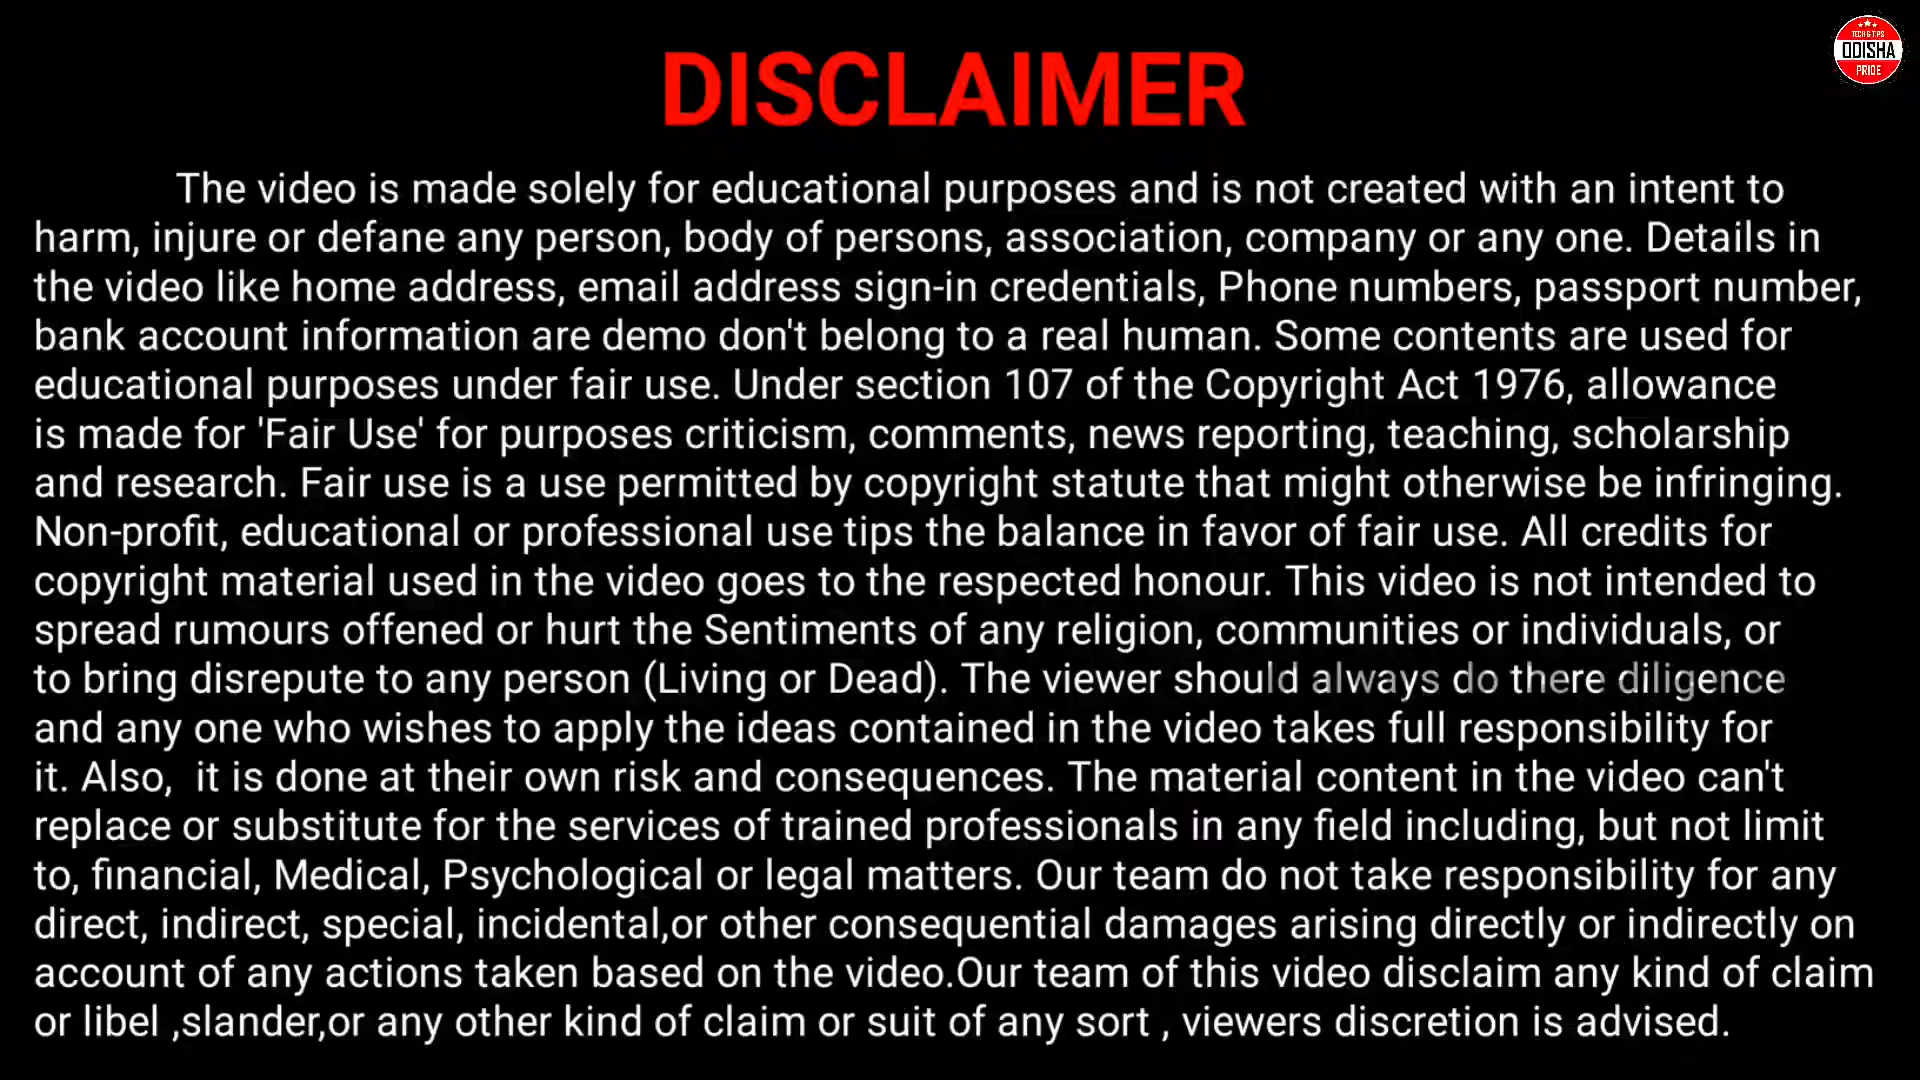 TECH & TIPS
ODISHA
PRIDE
DISCLAIMER
The video is made solely for educational purposes and is not created with an intent to
harm, injure or defane any person, body of persons, association, company or any one. Details in
the video like home address, email address sign-in credentials, Phone numbers, passport number,
bank account information are demo don't belong to a real human. Some contents are used for
educational purposes under fair use. Under section 107 of the Copyright Act 1976, allowance
is made for 'Fair Use' for purposes criticism, comments, news reporting, teaching, scholarship
and research. Fair use is a use permitted by copyright statute that might otherwise be infringing.
Non-profit, educational or professional use tips the balance in favor of fair use. All credits for
copyright material used in the video goes to the respected honour. This video is not intended to
spread rumours offened or hurt the Sentiments of any religion, communities or individuals, or
to bring disrepute to any person (Living or Dead). The viewer should always do there diligence
and any one who wishes to apply the ideas contained in the video takes full responsibility for
it. Also,  it is done at their own risk and consequences. The material content in the video can't
replace or substitute for the services of trained professionals in any field including, but not limit
to, financial, Medical, Psychological or legal matters. Our team do not take responsibility for any
direct, indirect, special, incidental,or other consequential damages arising directly or indirectly on
account of any actions taken based on the video.Our team of this video disclaim any kind of claim
or libel ,slander,or any other kind of claim or suit of any sort , viewers discretion is advised.